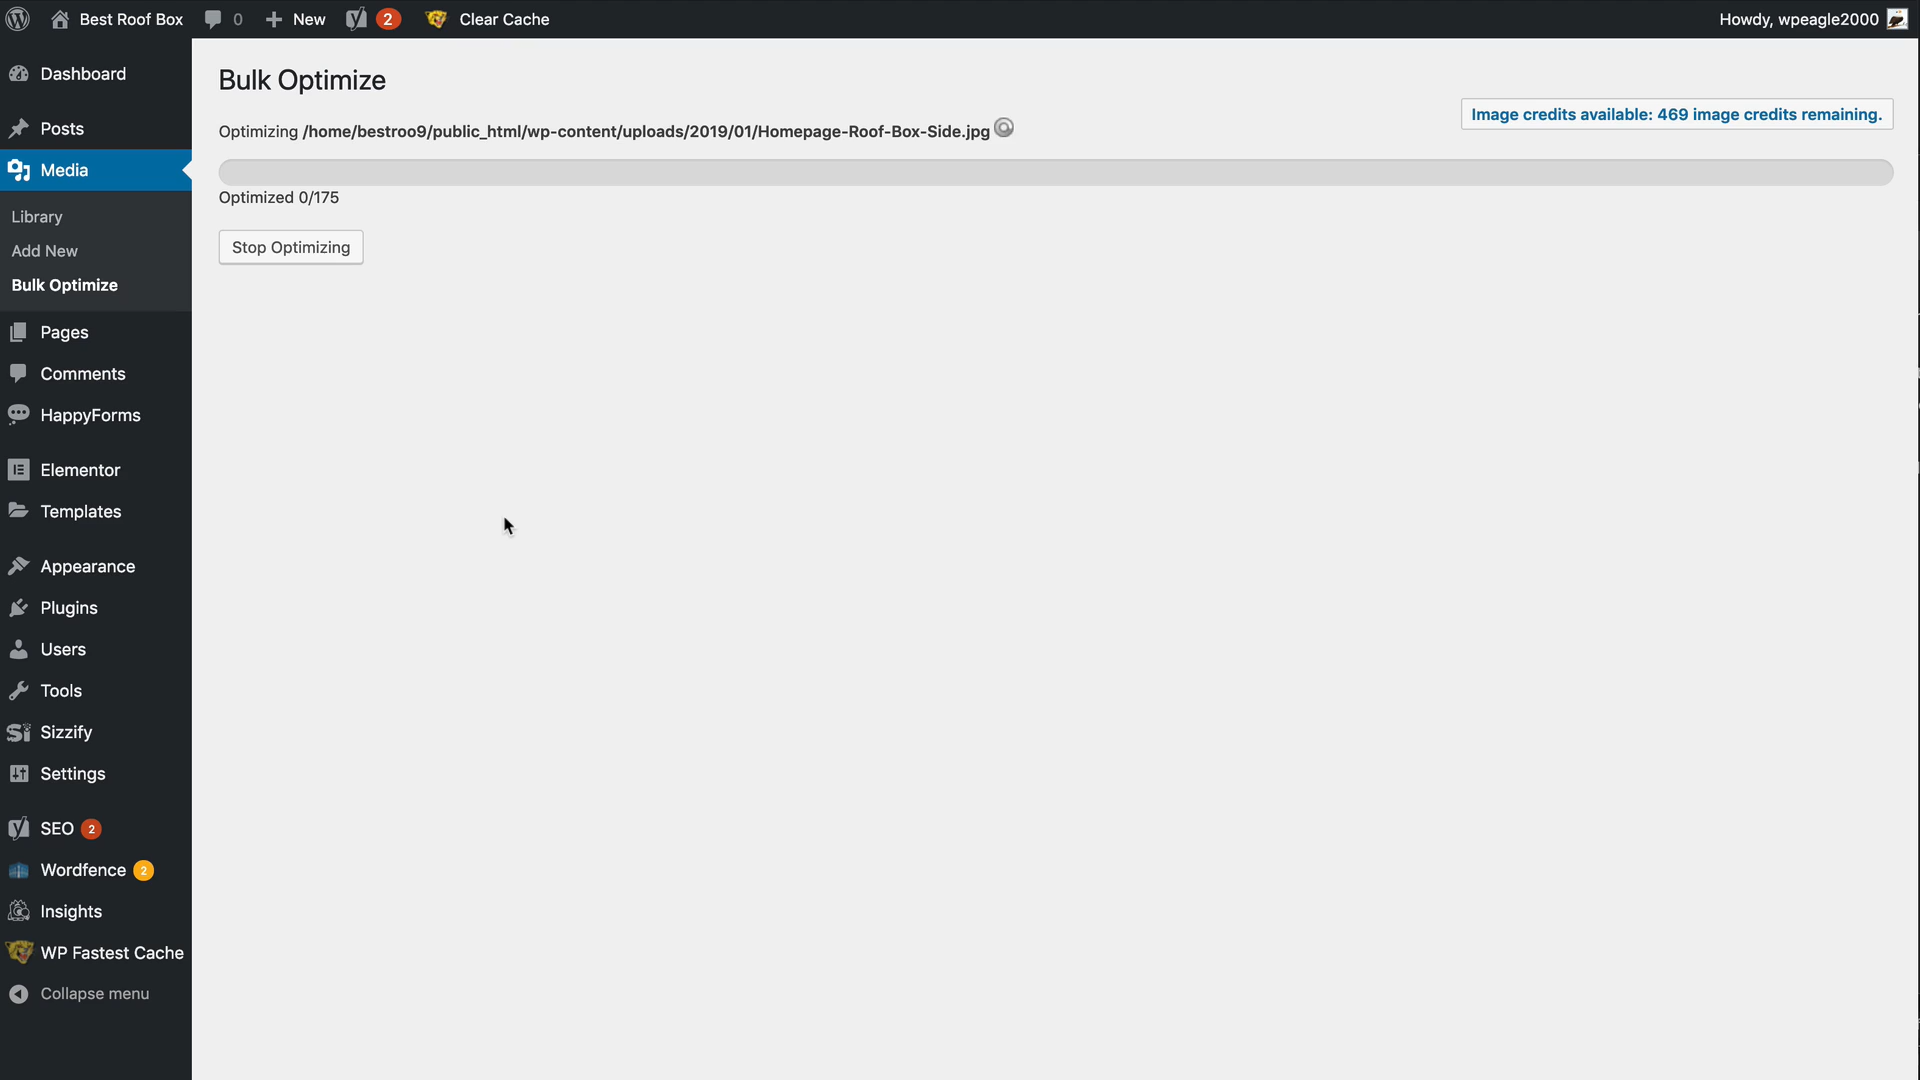 Best Roof Box 0 New 2 Clear Cache Howdy, wpeagle2000
Dashboard
Posts
Media
Library
Add New
Bulk Optimize
Pages
Comments
HappyForms
Elementor
Templates
Appearance
Plugins
Users
Tools
Sizzify
Settings
SEO 2
Wordfence 2
Insights
WP Fastest Cache
Collapse menu
Bulk Optimize
Image credits available: 469 image credits remaining.
Optimizing /home/bestroo9/public_html/wp-content/uploads/2019/01/Homepage-Roof-Box-Side.jpg
Optimized 0/175
Stop Optimizing